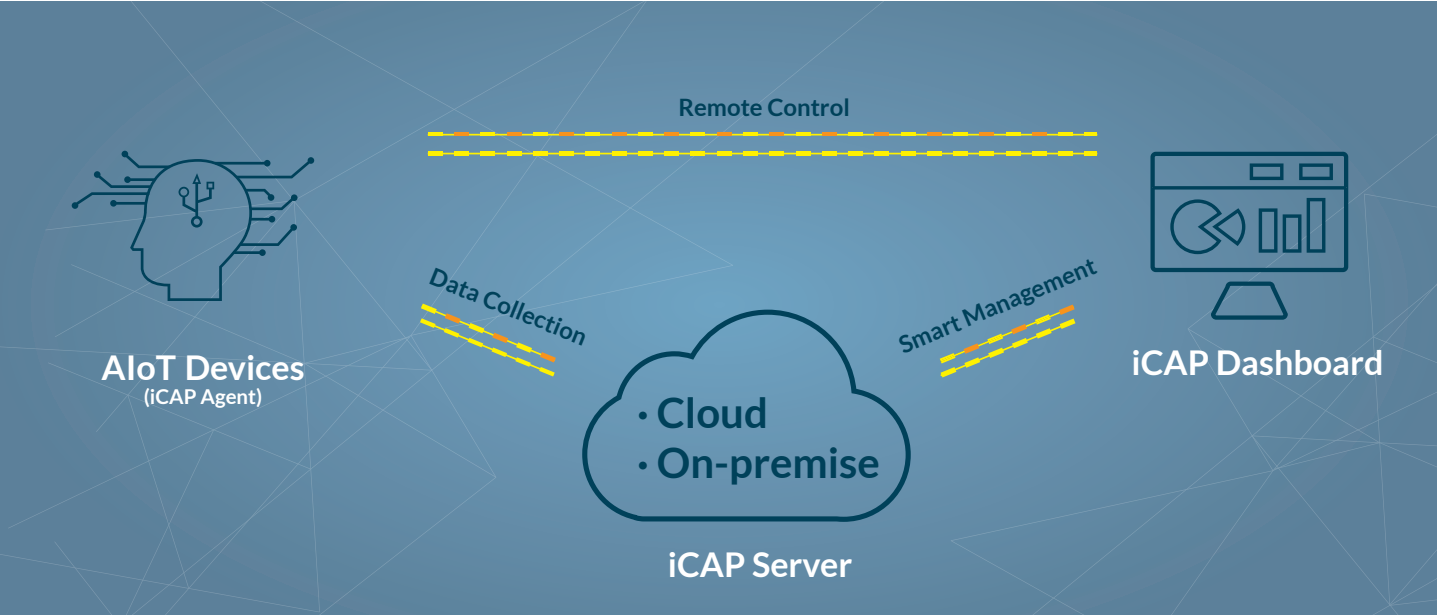 Remote Control
Data Collection
Smart Management
AIoT Devices
(iCAP Agent)
iCAP Dashboard
· Cloud
· On-premise
iCAP Server